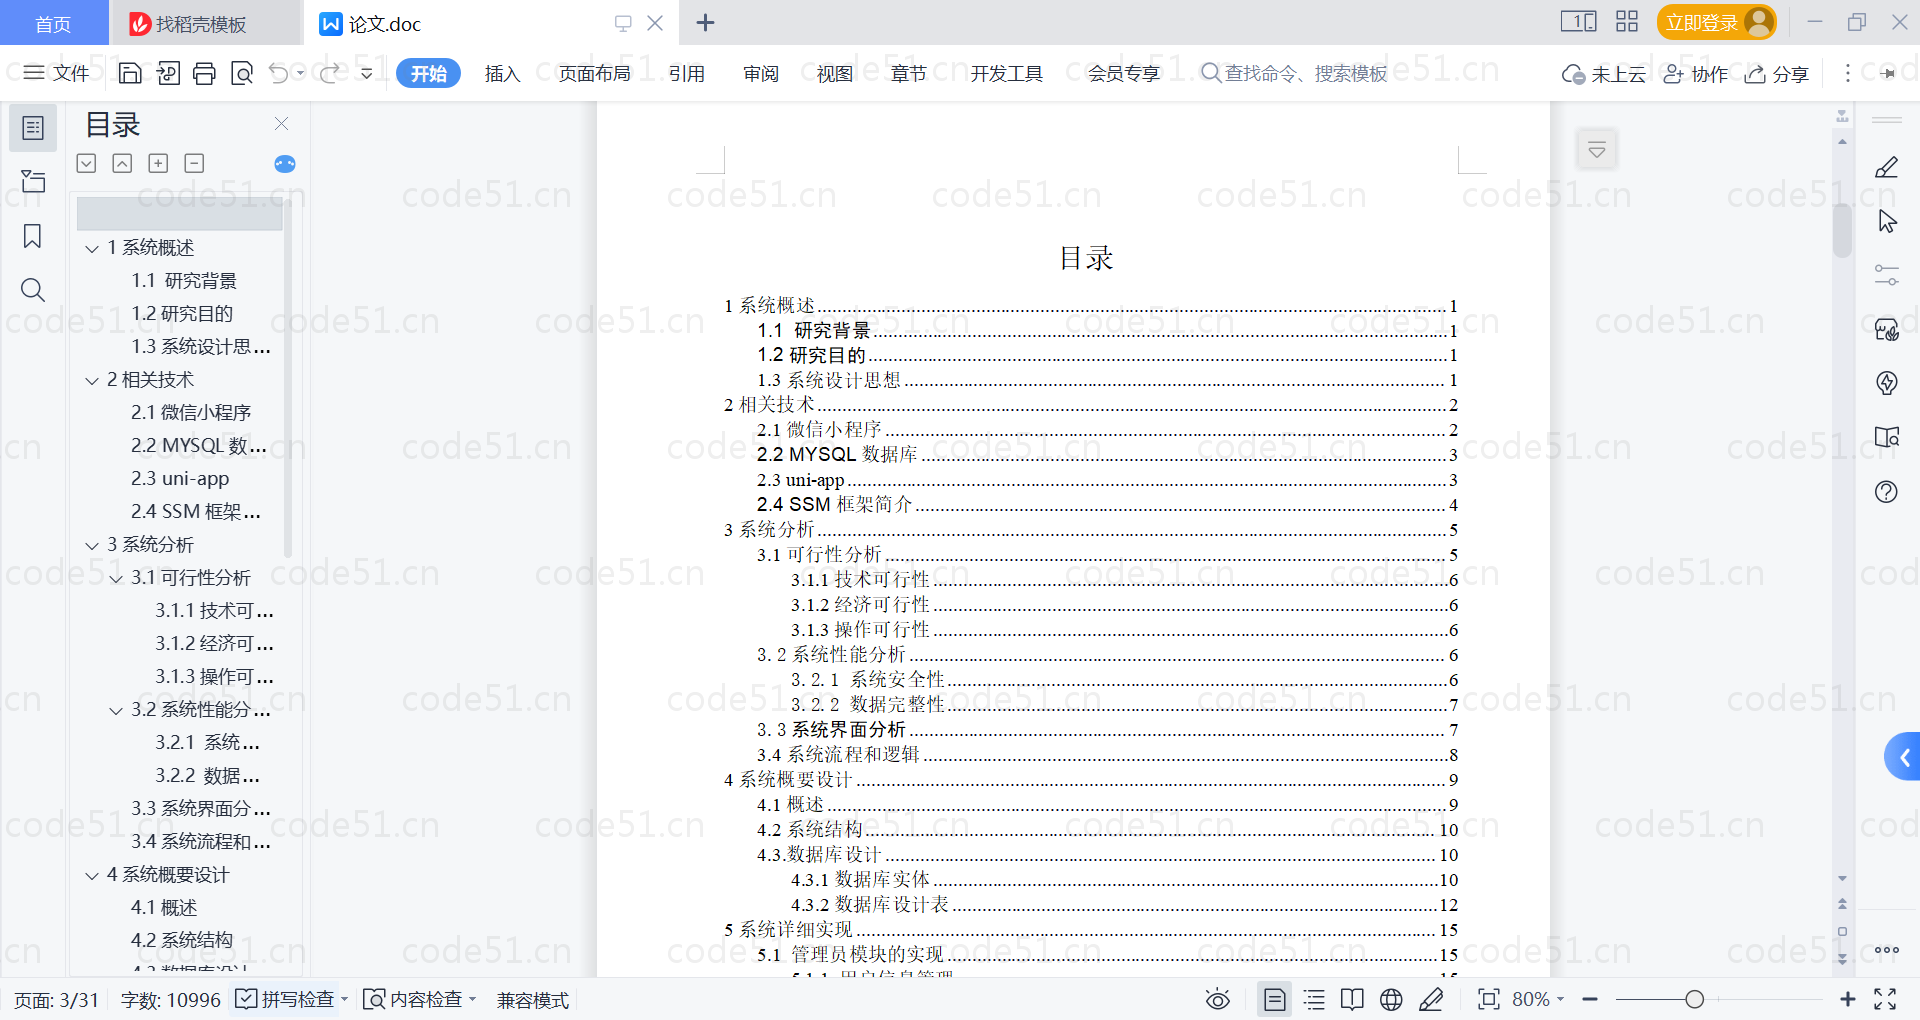 首页
找稻壳模板
论文.doc
立即登录
文件
开始
插入
页面布局
引用
审阅
视图
章节
开发工具
会员专享
查找命令、搜索模板
未上云
协作
分享
目录
1 系统概述
1.1 研究背景
1.2 研究目的
1.3 系统设计思...
2 相关技术
2.1 微信小程序
2.2 MYSQL 数...
2.3 uni-app
2.4 SSM 框架...
3 系统分析
3.1 可行性分析
3.1.1 技术可...
3.1.2 经济可...
3.1.3 操作可...
3.2 系统性能分...
3.2.1 系统...
3.2.2 数据...
3.3 系统界面分...
3.4 系统流程和...
4 系统概要设计
4.1 概述
4.2 系统结构
4.3.数据库设计
目录
1 系统概述 1
1.1 研究背景 1
1.2 研究目的 1
1.3 系统设计思想 1
2 相关技术 2
2.1 微信小程序 2
2.2 MYSQL 数据库 3
2.3 uni-app 3
2.4 SSM 框架简介 4
3 系统分析 5
3.1 可行性分析 5
3.1.1 技术可行性 6
3.1.2 经济可行性 6
3.1.3 操作可行性 6
3.2 系统性能分析 6
3.2.1 系统安全性 6
3.2.2 数据完整性 7
3.3 系统界面分析 7
3.4 系统流程和逻辑 8
4 系统概要设计 9
4.1 概述 9
4.2 系统结构 10
4.3.数据库设计 10
4.3.1 数据库实体 10
4.3.2 数据库设计表 12
5 系统详细实现 15
5.1 管理员模块的实现 15
5.1.1 用户信息管理 15
页面: 3/31
字数: 10996
拼写检查
内容检查
兼容模式
80%
code51.cn